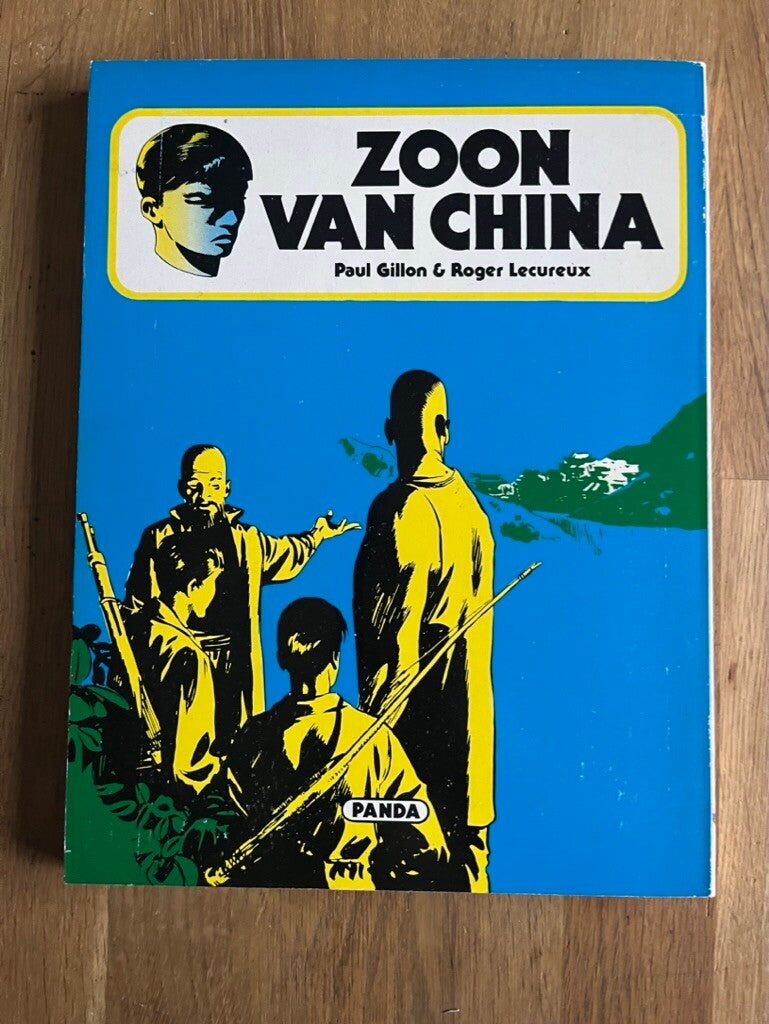 ZOON
VAN CHINA
Paul Gillon & Roger Lecureux
PANDA